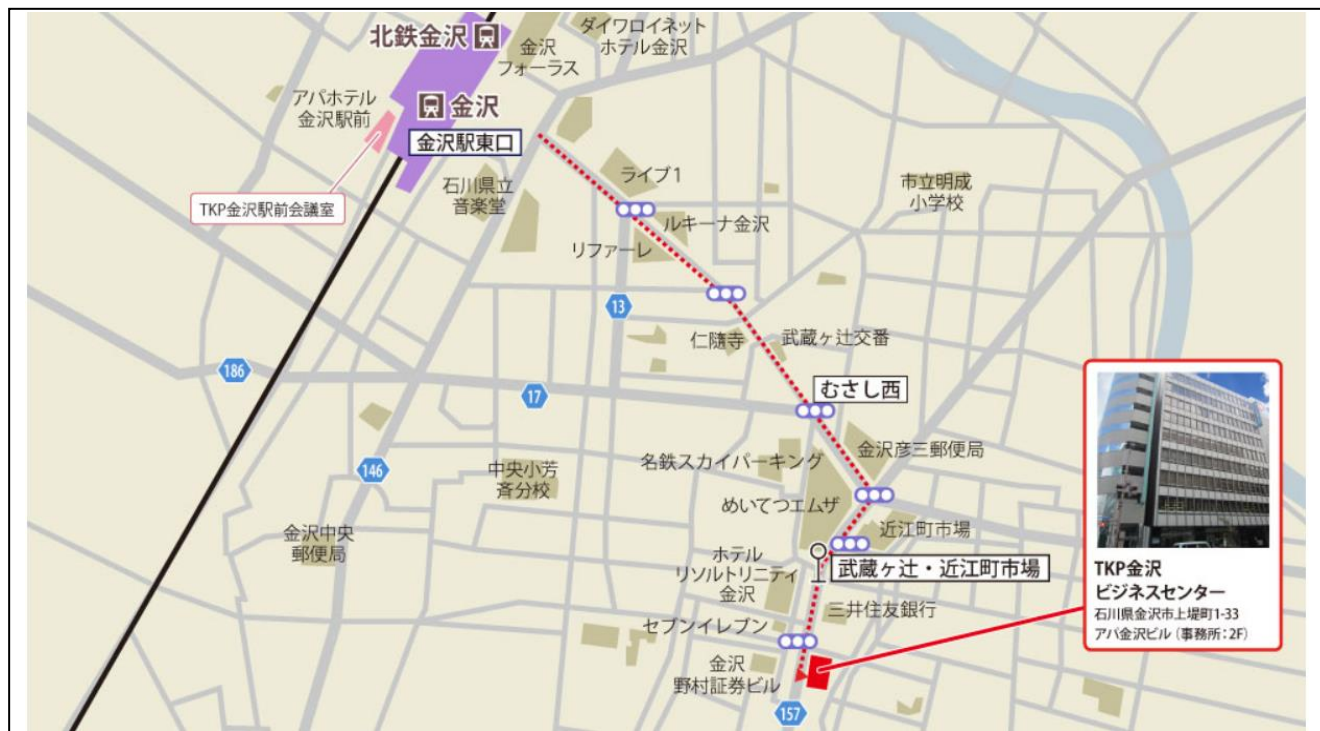 北鉄金沢
金沢
フォーラス
ダイワロイネット
ホテル金沢
アパホテル
金沢駅前
金沢
金沢駅東口
TKP金沢駅前会議室
石川県立
音楽堂
ライブ1
ルキーナ金沢
リファーレ
市立明成
小学校
13
仁隨寺
武蔵ヶ辻交番
186
17
むさし西
146
中央小芳
斉分校
名鉄スカイパーキング
金沢彦三郵便局
めいてつエムザ
近江町市場
金沢中央
郵便局
ホテル
リソルトリニティ
金沢
武蔵ヶ辻・近江町市場
三井住友銀行
セブンイレブン
金沢
野村証券ビル
157
TKP金沢
ビジネスセンター
石川県金沢市上堤町1-33
アパ金沢ビル（事務所：2F）